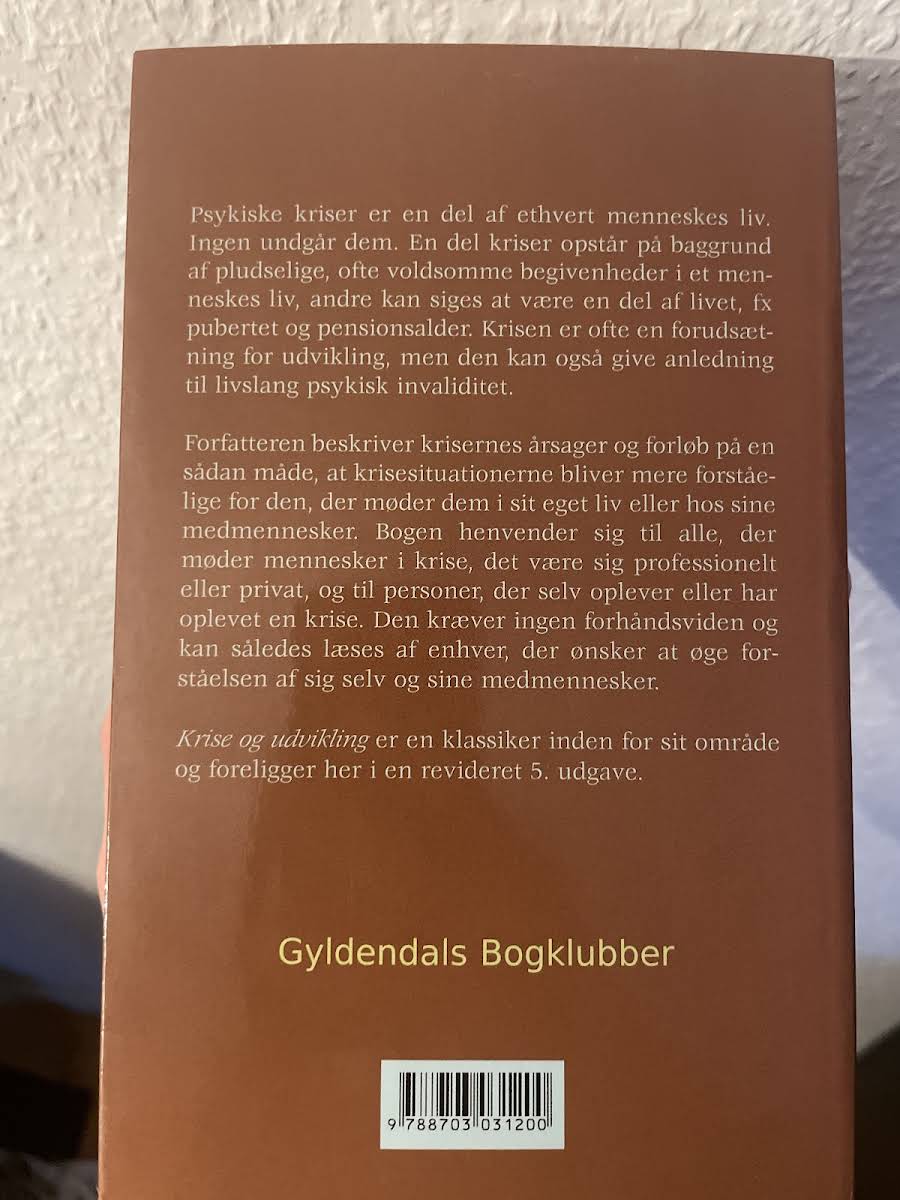 Psykiske kriser er en del af ethvert menneskes liv.
Ingen undgår dem. En del kriser opstår på baggrund
af pludselige, ofte voldsomme begivenheder i et men-
neskes liv, andre kan siges at være en del af livet, fx
pubertet og pensionsalder. Krisen er ofte en forudsæt-
ning for udvikling, men den kan også give anledning
til livslang psykisk invaliditet.
Forfatteren beskriver krisernes årsager og forløb på en
sådan måde, at krisesituationerne bliver mere forståe-
lige for den, der møder dem i sit eget liv eller hos sine
medmennesker. Bogen henvender sig til alle, der
møder mennesker i krise, det være sig professionelt
eller privat, og til personer, der selv oplever eller har
oplevet en krise. Den kræver ingen forhåndsviden og
kan således læses af enhver, der ønsker at øge for-
ståelsen af sig selv og sine medmennesker.
Krise og udvikling er en klassiker inden for sit område
og foreligger her i en revideret 5. udgave.
Gyldendals Bogklubber
9 788703 031200